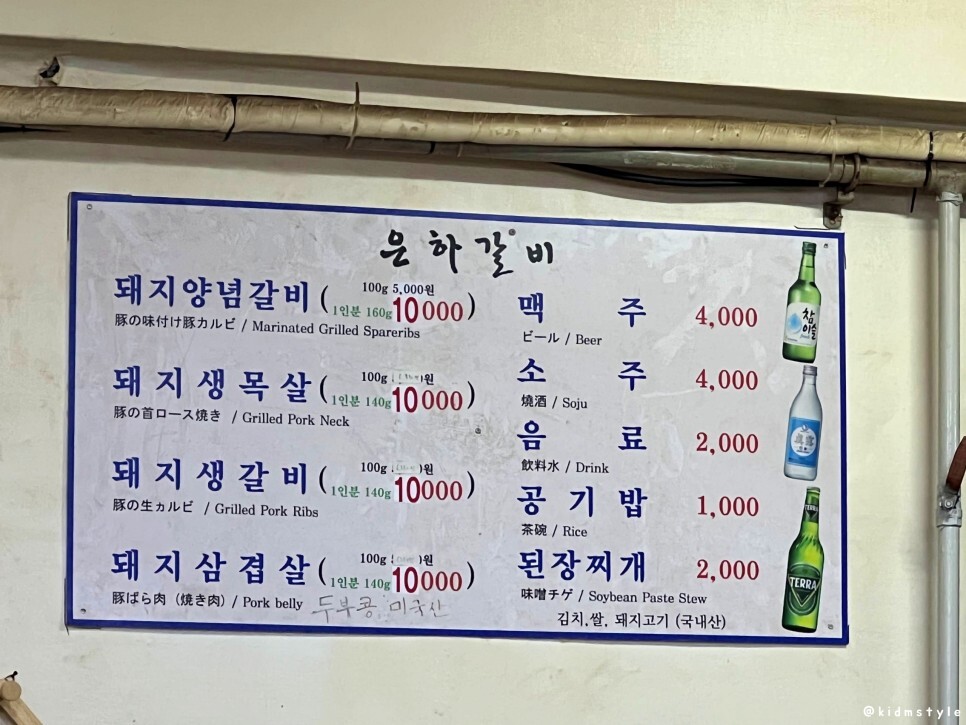 은하갈비
돼지양념갈비 (100g 5,000원 1인분 160g 10000)
豚の味付け豚カルビ / Marinated Grilled Spareribs
돼지생목살 (100g 원 1인분 140g 10000)
豚の首ロース焼き / Grilled Pork Neck
돼지생갈비 (100g 원 1인분 140g 10000)
豚の生ヵルビ / Grilled Pork Ribs
돼지삼겹살 (100g 원 1인분 140g 10000)
豚ばら肉 (焼き肉) / Pork belly 두부콩, 미국산
맥주 4,000
ビール / Beer
소주 4,000
燒酒 / Soju
음료 2,000
飮料水 / Drink
공기밥 1,000
茶碗 / Rice
된장찌개 2,000
味噌チゲ / Soybean Paste Stew
김치,쌀, 돼지고기 (국내산)
참이슬
TERRA
TERRA
@kidmstyle